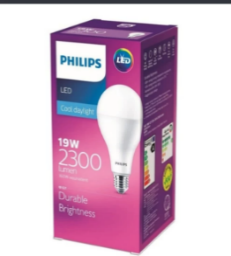 PHILIPS
LED
LED
Cool daylight
19W
2300
lumen
Durable
Brightness
PHILIPS